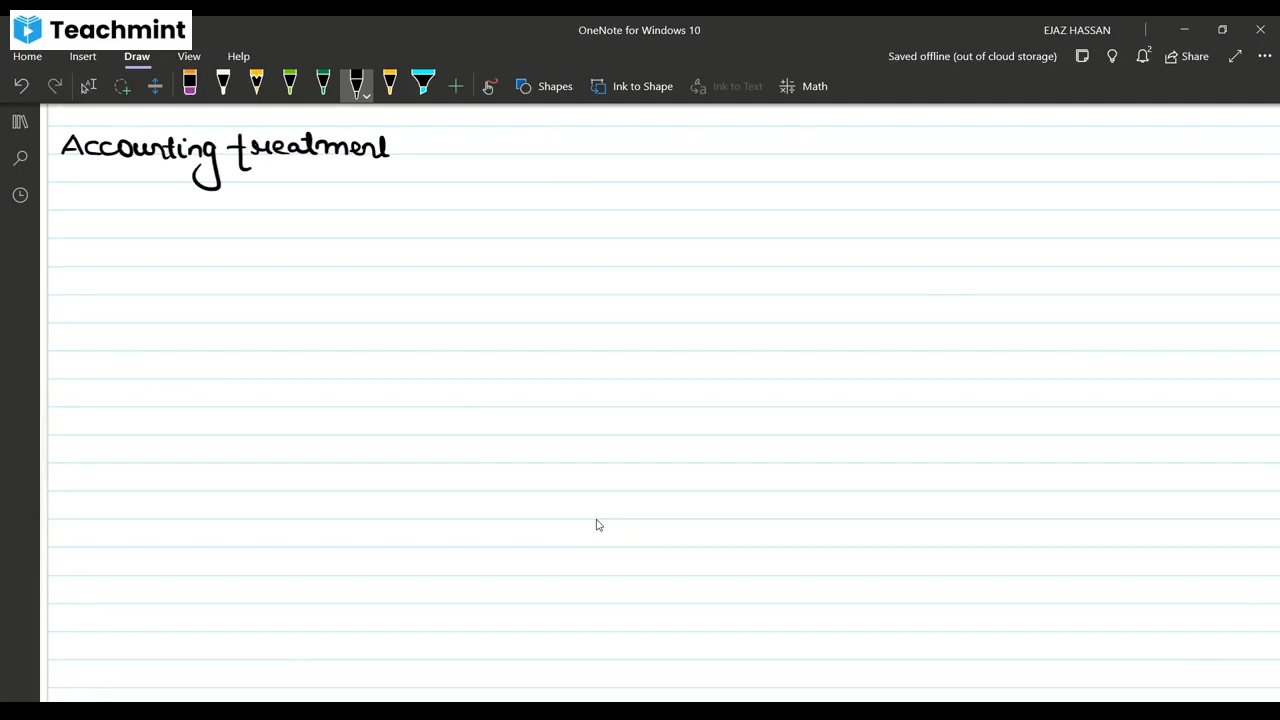 Teachmint
OneNote for Windows 10
EJAZ HASSAN
Home Insert Draw View Help
Saved offline (out of cloud storage)
2
Share
Shapes
Ink to Shape
Ink to Text
Math
Accounting treatment